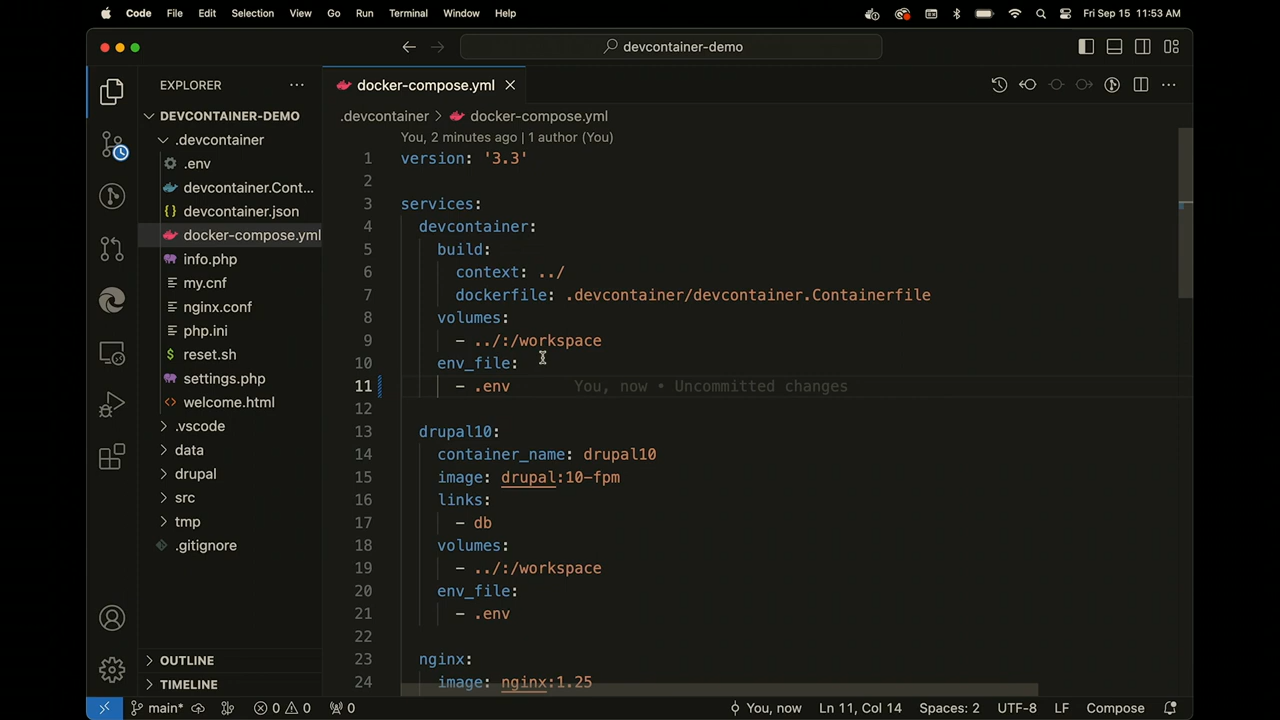 Code File Edit Selection View Go Run Terminal Window Help Fri Sep 15 11:53 AM
devcontainer-demo
EXPLORER
DEVCONTAINER-DEMO
.devcontainer
.env
devcontainer.Cont...
{} devcontainer.json
docker-compose.yml
info.php
my.cnf
nginx.conf
php.ini
reset.sh
settings.php
<> welcome.html
.vscode
data
drupal
src
tmp
.gitignore
OUTLINE
TIMELINE
docker-compose.yml
.devcontainer > docker-compose.yml
You, 2 minutes ago | 1 author (You)
1 version: '3.3'
2
3 services:
4 devcontainer:
5 build:
6 context: ../
7 dockerfile: .devcontainer/devcontainer.Containerfile
8 volumes:
9 - ../:/workspace
10 env_file:
11 - .env You, now • Uncommitted changes
12
13 drupal10:
14 container_name: drupal10
15 image: drupal:10-fpm
16 links:
17 - db
18 volumes:
19 - ../:/workspace
20 env_file:
21 - .env
22
23 nginx:
24 image: nginx:1.25
main* 0 0 0 You, now Ln 11, Col 14 Spaces: 2 UTF-8 LF Compose